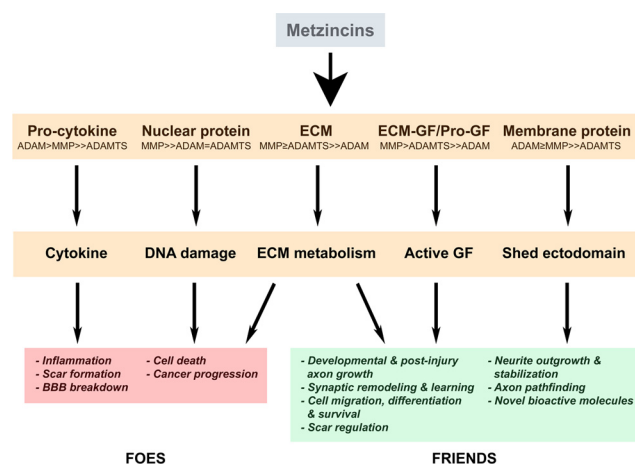 Metzincins
Pro-cytokine
ADAM>MMP>>ADAMTS
Nuclear protein
MMP>>ADAM=ADAMTS
ECM
MMP≥ADAMTS>>ADAM
ECM-GF/Pro-GF
MMP>ADAMTS>>ADAM
Membrane protein
ADAM≥MMP>>ADAMTS
Cytokine
DNA damage
ECM metabolism
Active GF
Shed ectodomain
- Inflammation
- Scar formation
- BBB breakdown
- Cell death
- Cancer progression
- Developmental & post-injury
axon growth
- Synaptic remodeling & learning
- Cell migration, differentiation
& survival
- Scar regulation
- Neurite outgrowth &
stabilization
- Axon pathfinding
- Novel bioactive molecules
FOES
FRIENDS